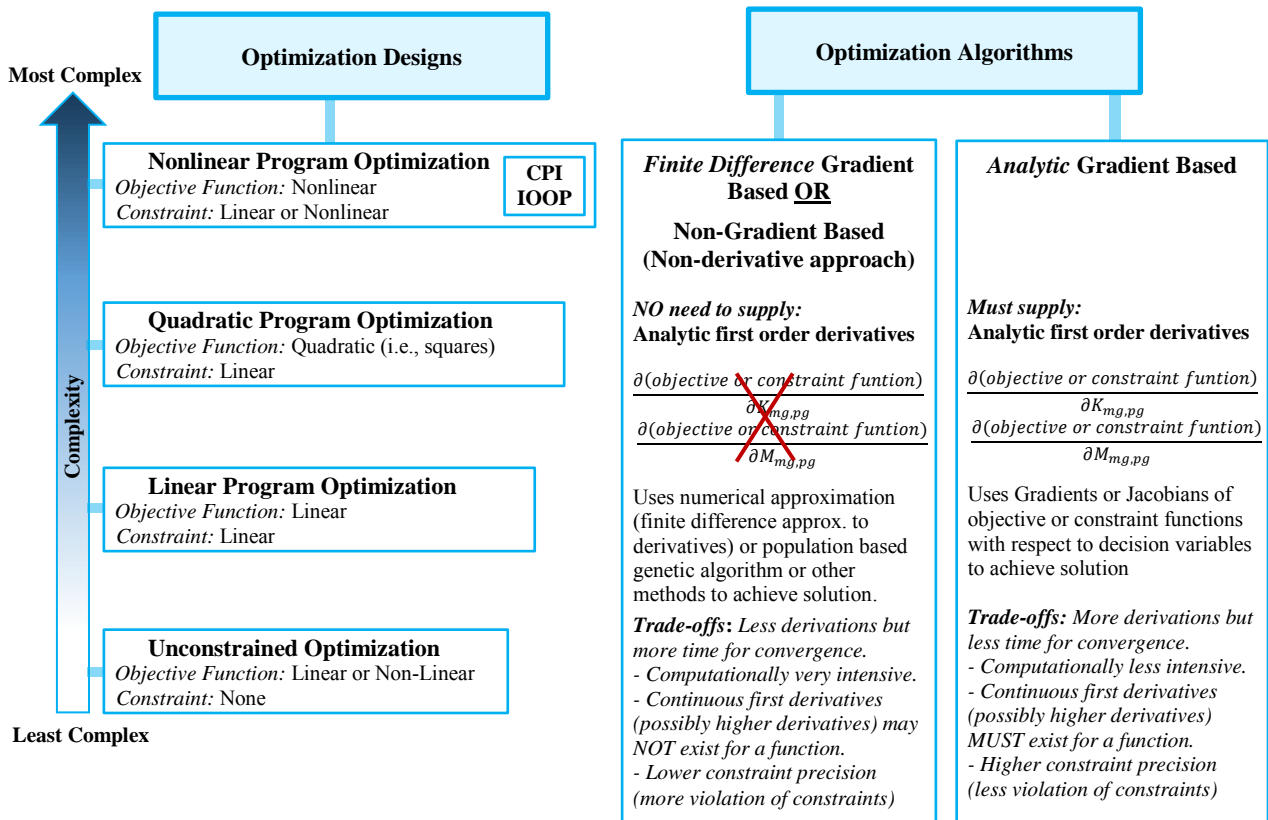 Optimization Designs
Most Complex
Complexity
Least Complex
Nonlinear Program Optimization
Objective Function: Nonlinear
Constraint: Linear or Nonlinear
CPI
IOOP
Quadratic Program Optimization
Objective Function: Quadratic (i.e., squares)
Constraint: Linear
Linear Program Optimization
Objective Function: Linear
Constraint: Linear
Unconstrained Optimization
Objective Function: Linear or Non-Linear
Constraint: None
Optimization Algorithms
Finite Difference Gradient
Based OR
Non-Gradient Based
(Non-derivative approach)
NO need to supply:
Analytic first order derivatives
∂(objective or constraint funtion)
∂K_{mg,pg}
∂(objective or constraint funtion)
∂M_{mg,pg}
Uses numerical approximation
(finite difference approx. to
derivatives) or population based
genetic algorithm or other
methods to achieve solution.
Trade-offs: Less derivations but
more time for convergence.
- Computationally very intensive.
- Continuous first derivatives
(possibly higher derivatives) may
NOT exist for a function.
- Lower constraint precision
(more violation of constraints)
Analytic Gradient Based
Must supply:
Analytic first order derivatives
∂(objective or constraint funtion)
∂K_{mg,pg}
∂(objective or constraint funtion)
∂M_{mg,pg}
Uses Gradients or Jacobians of
objective or constraint functions
with respect to decision variables
to achieve solution
Trade-offs: More derivations but
less time for convergence.
- Computationally less intensive.
- Continuous first derivatives
(possibly higher derivatives)
MUST exist for a function.
- Higher constraint precision
(less violation of constraints)